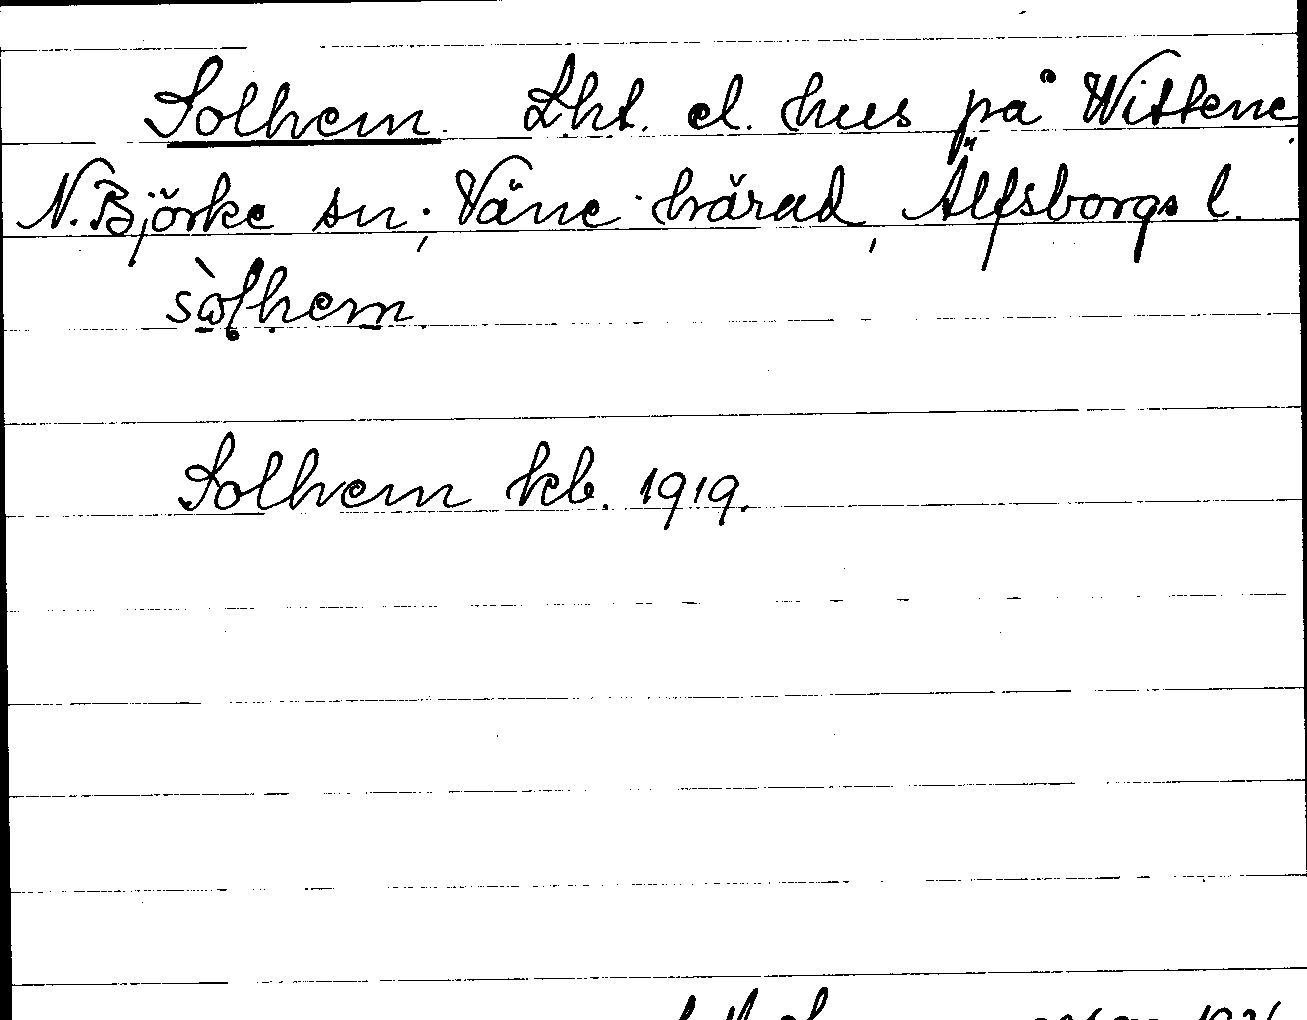 Solhem. Lht. el. hus på Wittene,
N. Björke sn; Väne härad, Älfsborgs l.
sòlhem.
Solhem kb. 1919.